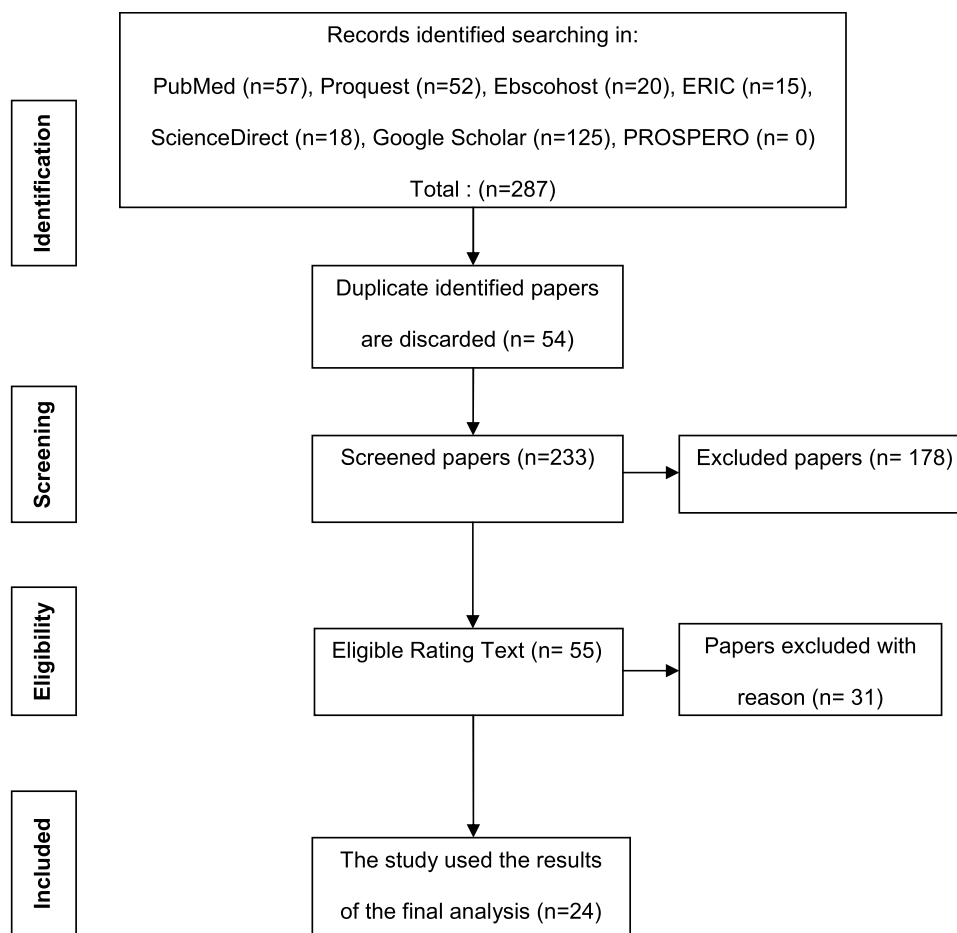 Records identified searching in:
PubMed (n=57), Proquest (n=52), Ebscohost (n=20), ERIC (n=15),
ScienceDirect (n=18), Google Scholar (n=125), PROSPERO (n= 0)
Total : (n=287)
Identification
Duplicate identified papers
are discarded (n= 54)
Screening
Screened papers (n=233)
Excluded papers (n= 178)
Eligibility
Eligible Rating Text (n= 55)
Papers excluded with
reason (n= 31)
Included
The study used the results
of the final analysis (n=24)